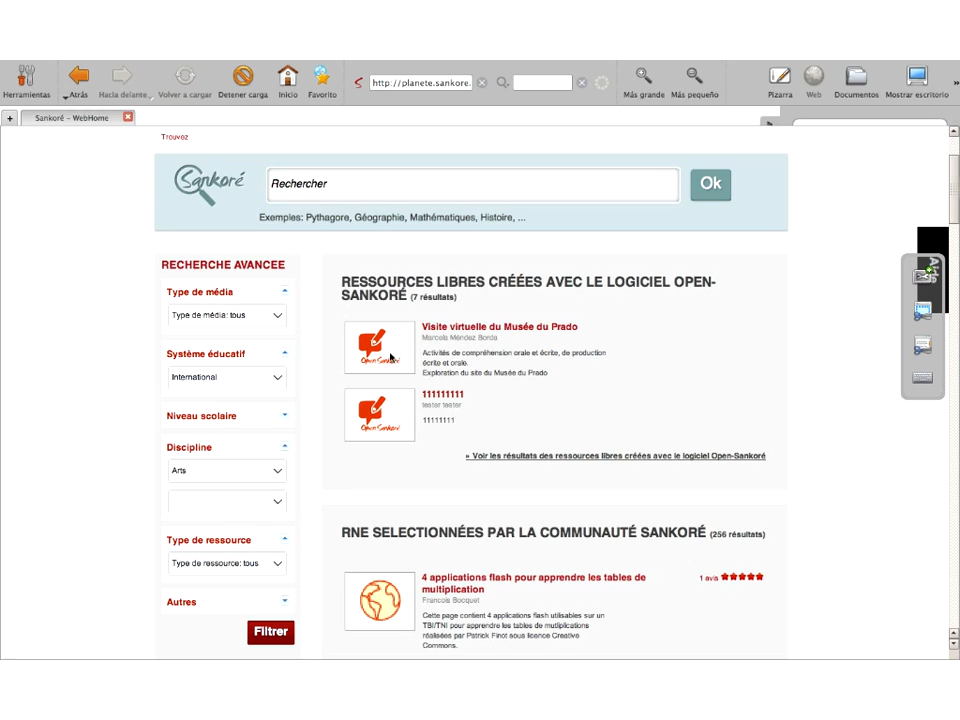 Herramientas
Atrás
Hacia delante
Volver a cargar
Detener carga
Inicio
Favorito
http://planete.sankore.
Más grande
Más pequeño
Pizarra
Web
Documentos
Mostrar escritorio
Sankoré – WebHome
Trouvez
Sankoré
Rechercher
Ok
Exemples: Pythagore, Géographie, Mathématiques, Histoire, ...
RECHERCHE AVANCEE
Type de média
Type de média: tous
Système éducatif
International
Niveau scolaire
Discipline
Arts
Type de ressource
Type de ressource: tous
Autres
Filtrer
RESSOURCES LIBRES CRÉÉES AVEC LE LOGICIEL OPEN-
SANKORÉ (7 résultats)
Open Sankoré
Visite virtuelle du Musée du Prado
Marcela Méndez Borda
Activités de compréhension orale et écrite, de production
écrite et orale.
Exploration du site du Musée du Prado
Open Sankoré
111111111
tester tester
11111111
» Voir les résultats des ressources libres créées avec le logiciel Open-Sankoré
RNE SELECTIONNÉES PAR LA COMMUNAUTÉ SANKORÉ (256 résultats)
4 applications flash pour apprendre les tables de
multiplication
1 avis
Francois Bocquet
Cette page contient 4 applications flash utilisables sur un
TBI/TNI pour apprendre les tables de mutliplications
réalisées par Patrick Finot sous licence Creative
Commons.